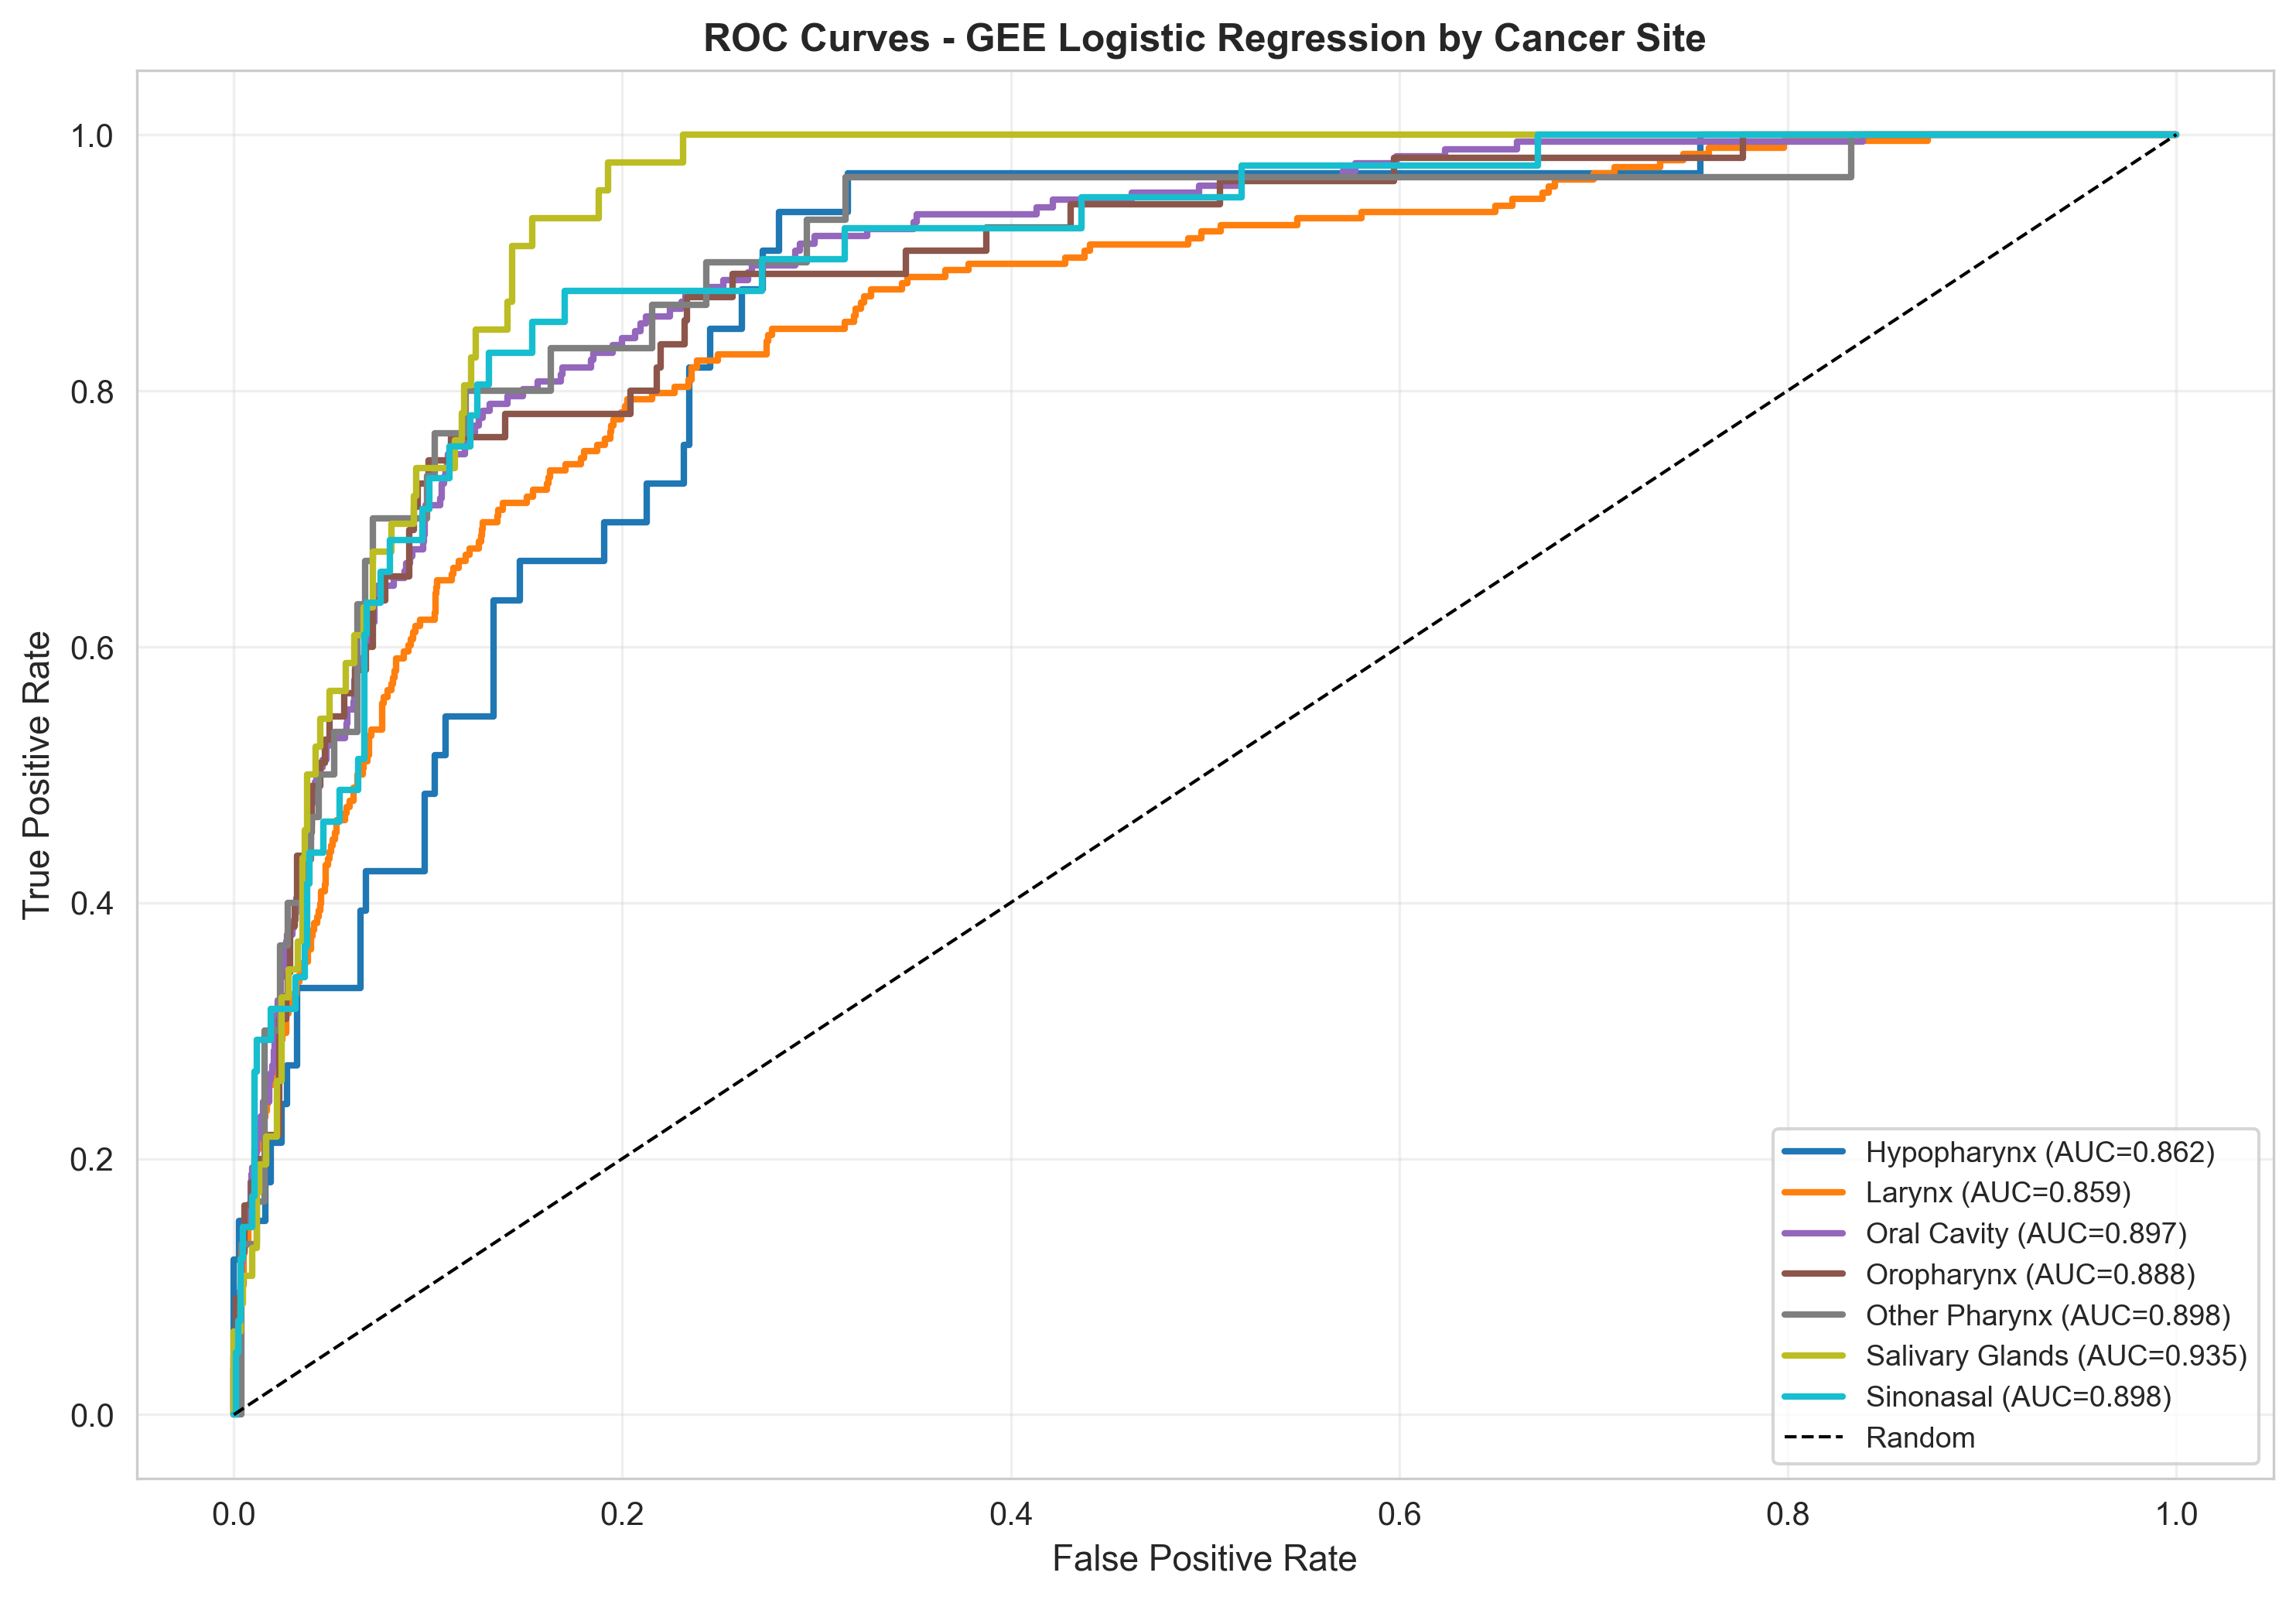 ROC Curves - GEE Logistic Regression by Cancer Site
True Positive Rate
1.0
0.8
0.6
0.4
0.2
0.0
0.0 0.2 0.4 0.6 0.8 1.0
False Positive Rate
Hypopharynx (AUC=0.862)
Larynx (AUC=0.859)
Oral Cavity (AUC=0.897)
Oropharynx (AUC=0.888)
Other Pharynx (AUC=0.898)
Salivary Glands (AUC=0.935)
Sinonasal (AUC=0.898)
Random